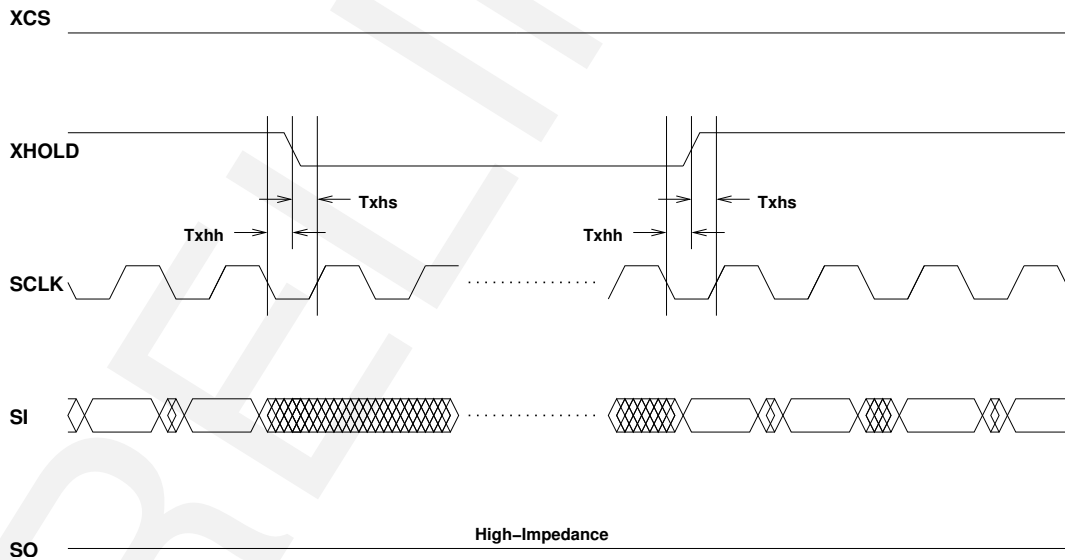 XCS
XHOLD
Txhs
Txhs
Txhh
Txhh
SCLK
SI
High−Impedance
SO